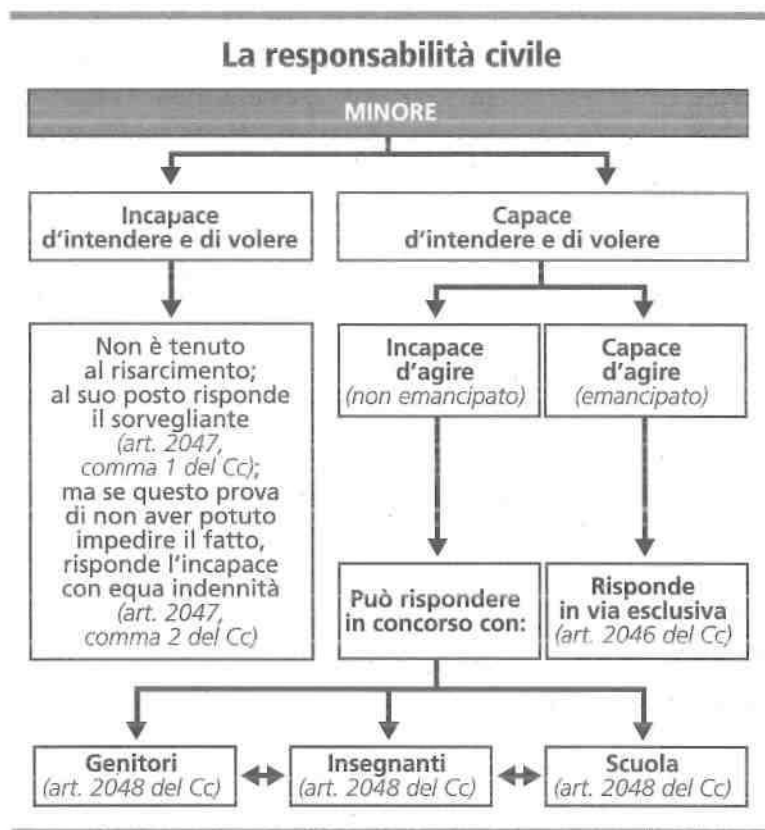 La responsabilità civile
MINORE
Incapace
d'intendere e di volere
Capace
d'intendere e di volere
Non è tenuto
al risarcimento;
al suo posto risponde
il sorvegliante
(art. 2047,
comma 1 del Cc);
ma se questo prova
di non aver potuto
impedire il fatto,
risponde l'incapace
con equa indennità
(art. 2047,
comma 2 del Cc)
Incapace
d'agire
(non emancipato)
Capace
d'agire
(emancipato)
Può rispondere
in concorso con:
Risponde
in via esclusiva
(art. 2046 del Cc)
Genitori
(art. 2048 del Cc)
Insegnanti
(art. 2048 del Cc)
Scuola
(art. 2048 del Cc)